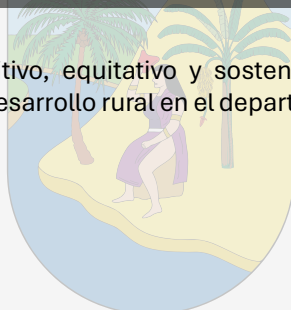 tivo, equitativo y sosten
esarrollo rural en el depart